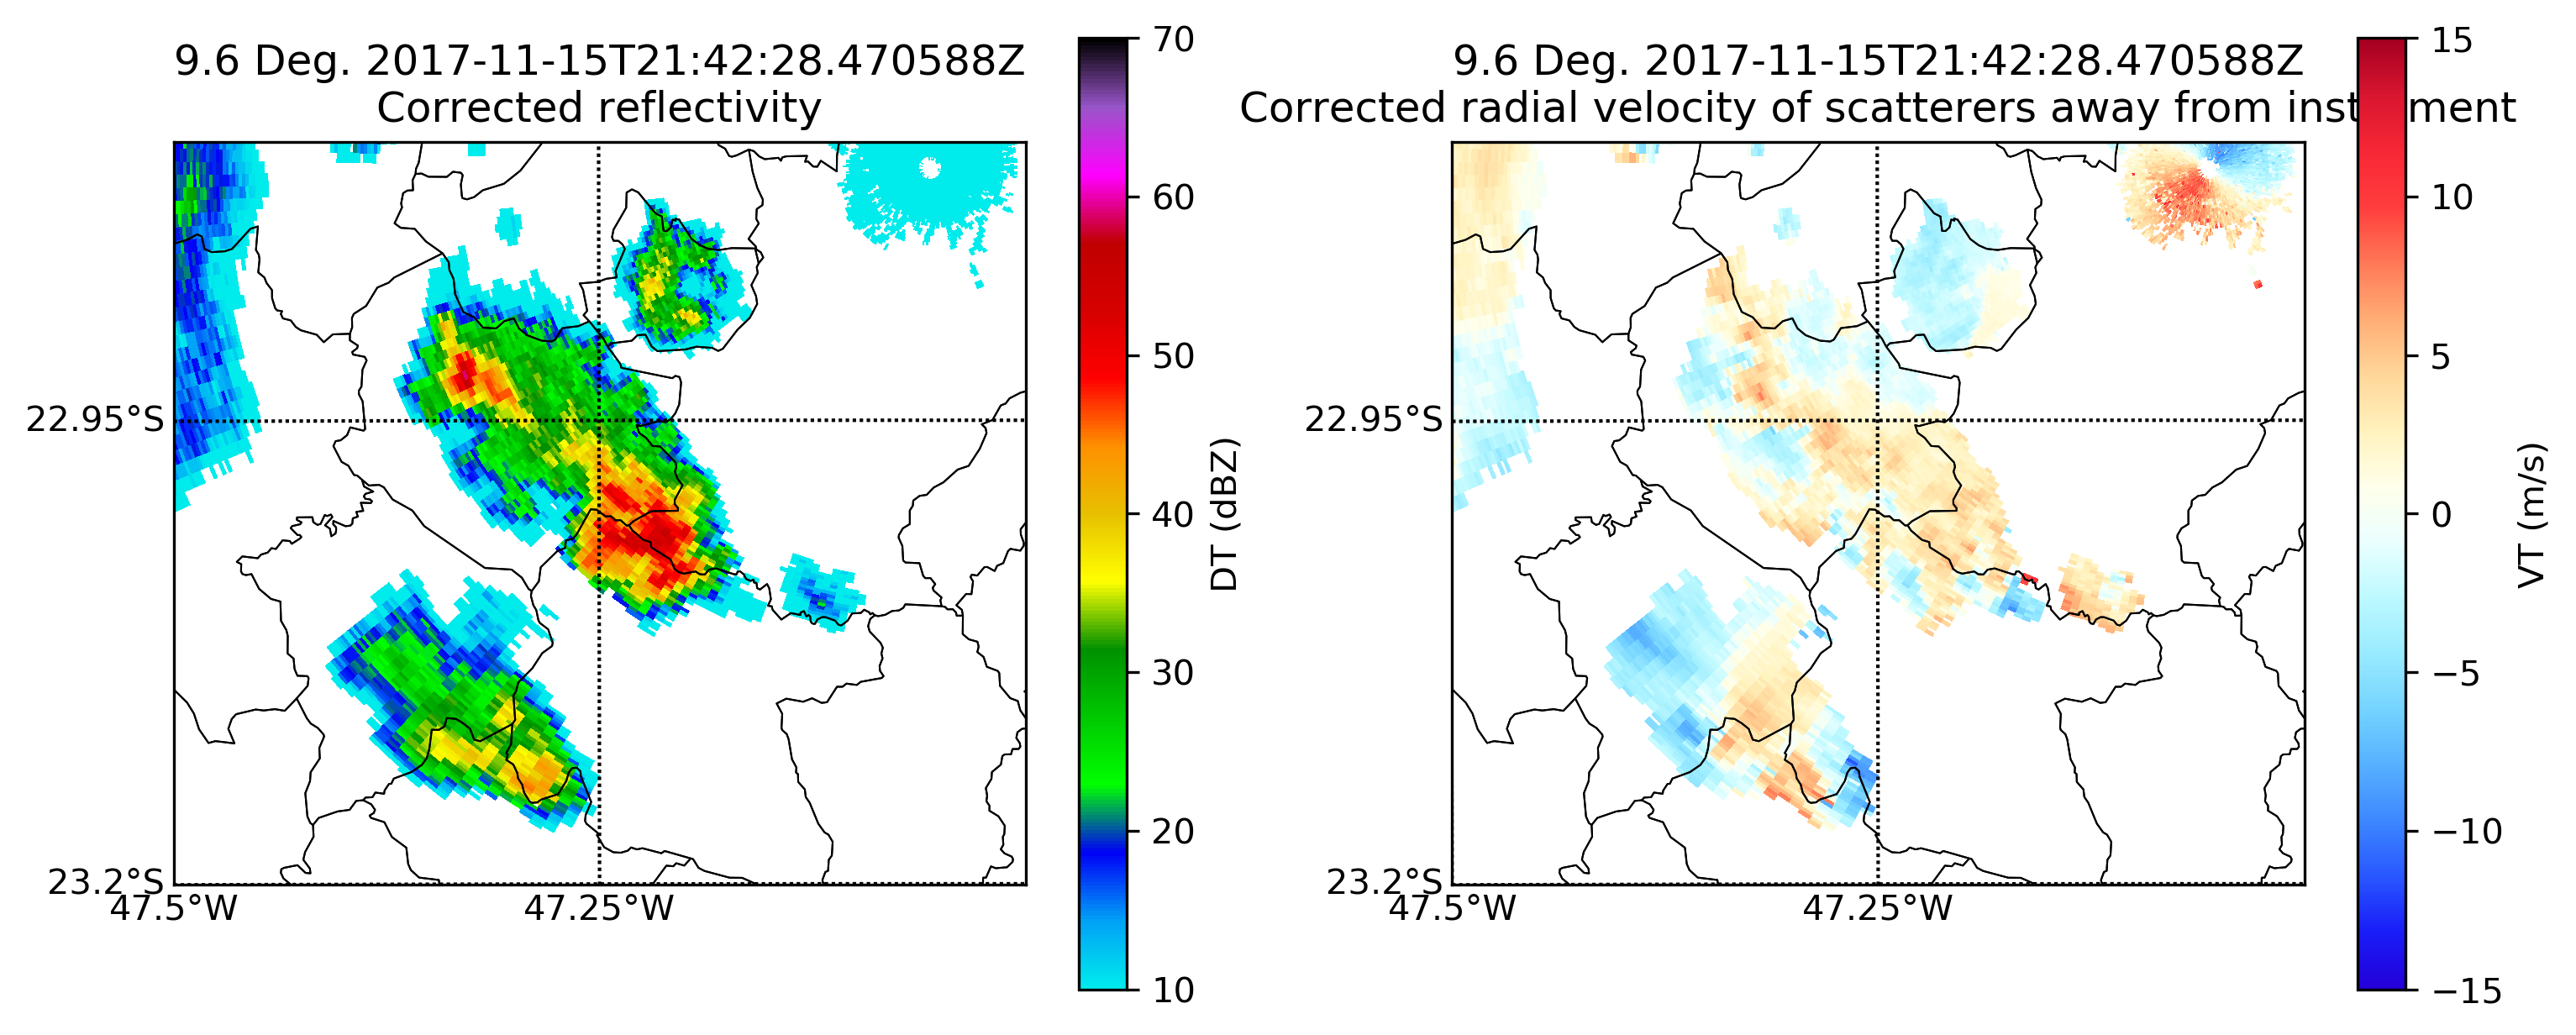 9.6 Deg. 2017-11-15T21:42:28.470588Z
Corrected reflectivity
22.95°S
23.2°S
47.5°W
47.25°W
70
60
50
40
30
20
10
DT (dBZ)
9.6 Deg. 2017-11-15T21:42:28.470588Z
Corrected radial velocity of scatterers away from inst ment
22.95°S
23.2°S
47.5°W
47.25°W
15
10
5
0
−5
−10
−15
VT (m/s)